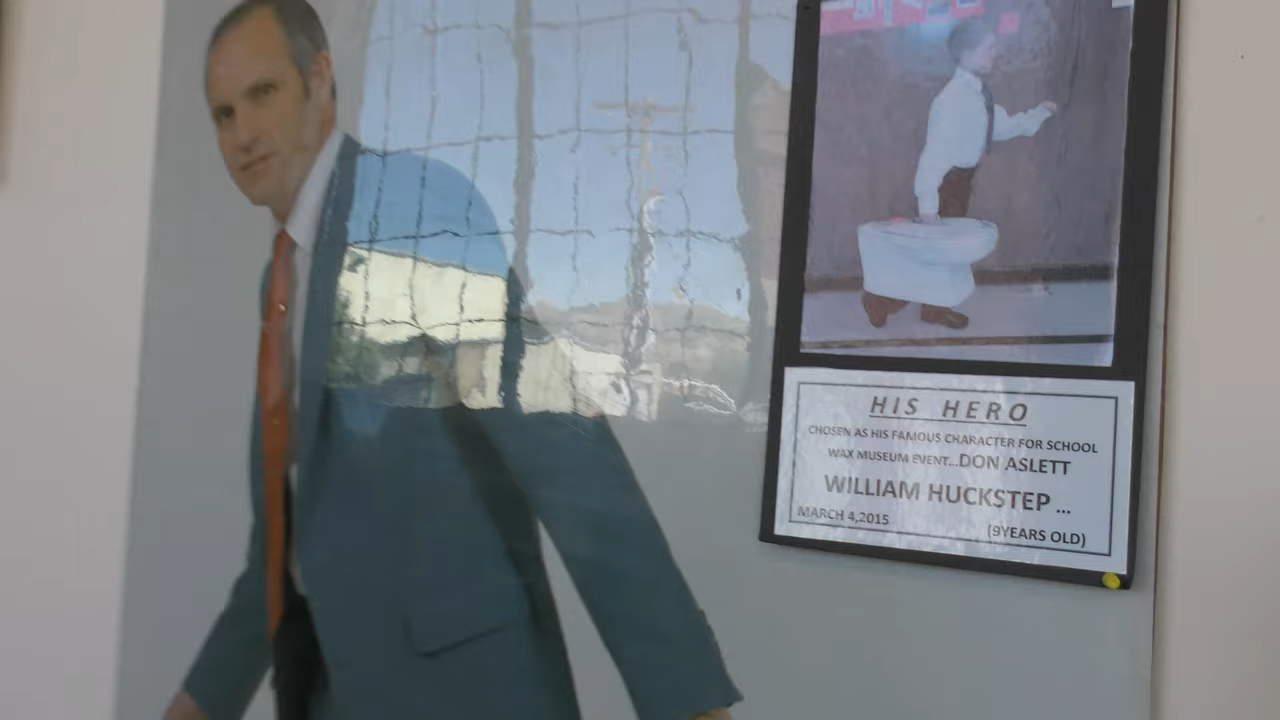 HIS HERO
CHOSEN AS HIS FAMOUS CHARACTER FOR SCHOOL
WAX MUSEUM EVENT...DON ASLETT
WILLIAM HUCKSTEP ...
MARCH 4,2015
(9YEARS OLD)